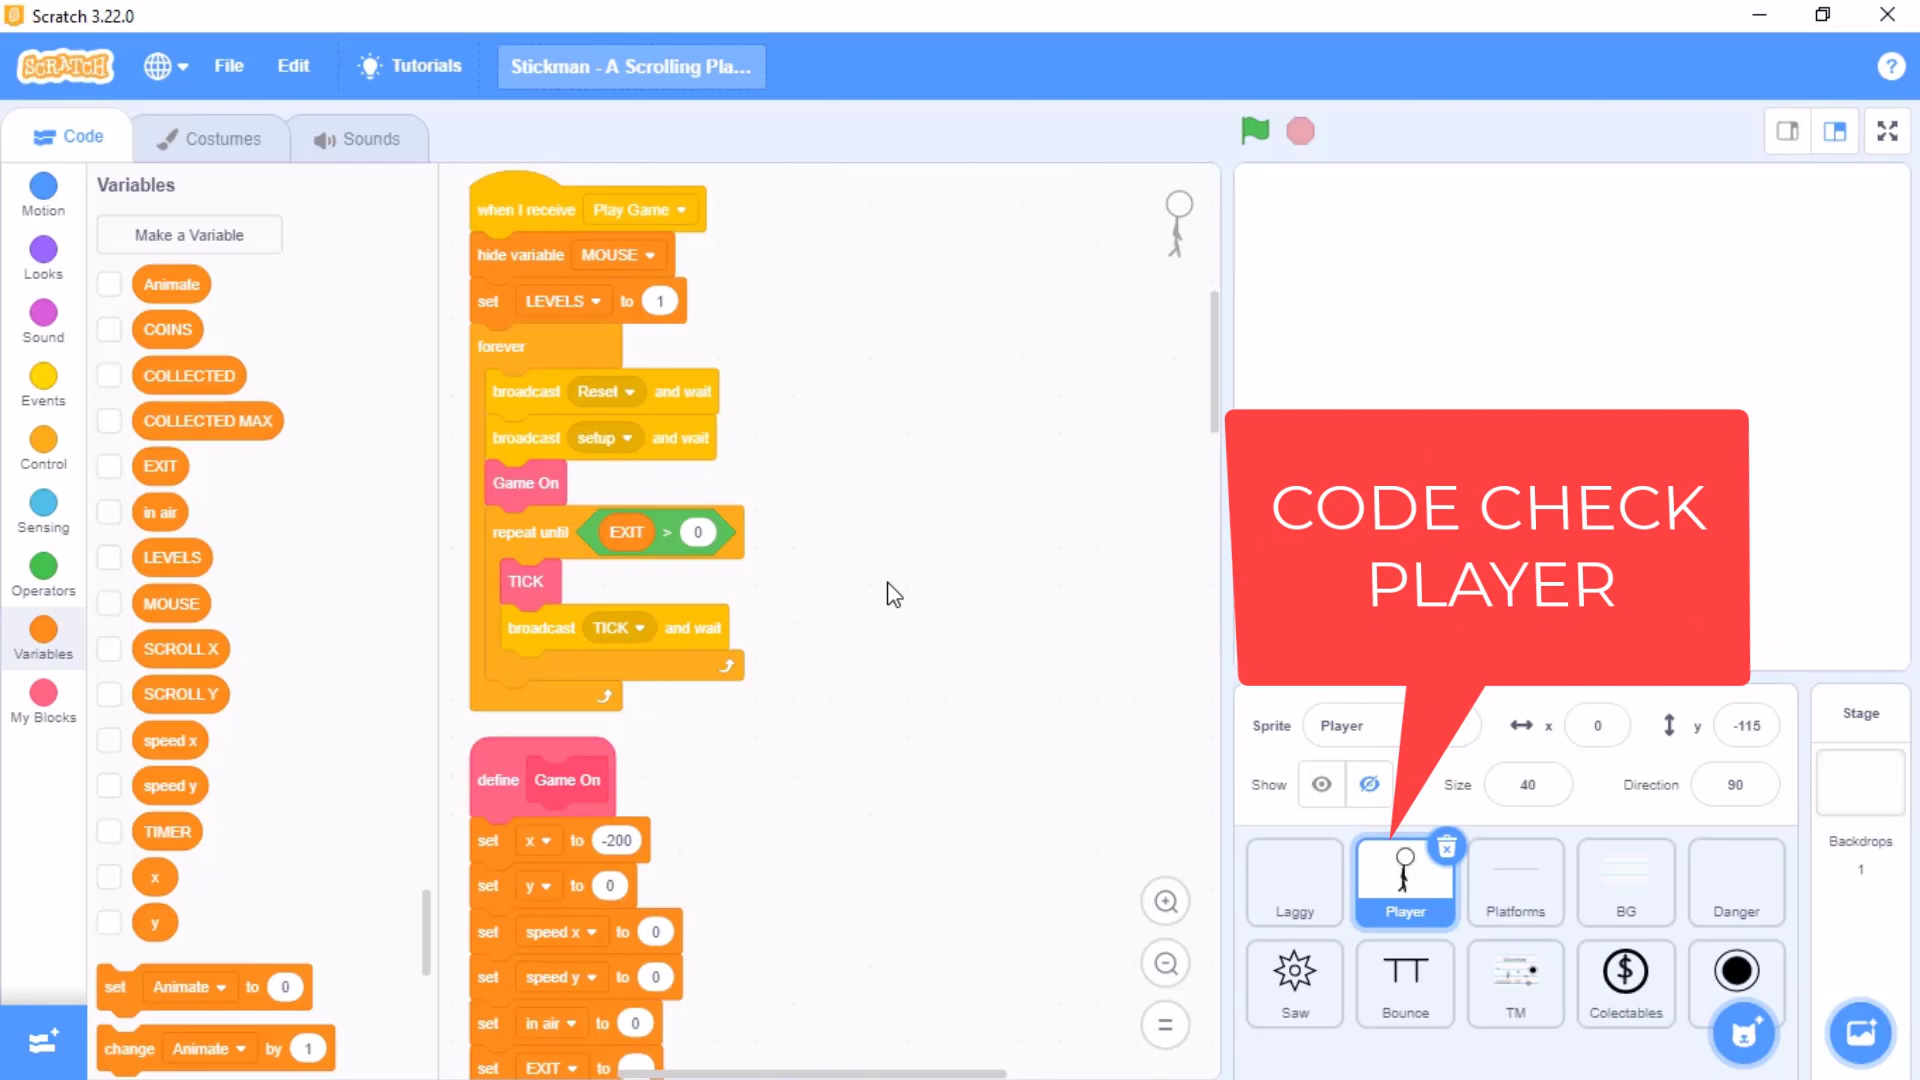 Scratch 3.22.0
SCRATCH
File
Edit
Tutorials
Stickman - A Scrolling Pla...
?
Code
Costumes
Sounds
Motion
Looks
Sound
Events
Control
Sensing
Operators
Variables
My Blocks
Variables
Make a Variable
Animate
COINS
COLLECTED
COLLECTED MAX
EXIT
in air
LEVELS
MOUSE
SCROLL X
SCROLL Y
speed x
speed y
TIMER
x
y
set Animate to 0
change Animate by 1
when I receive Play Game
hide variable MOUSE
set LEVELS to 1
forever
broadcast Reset and wait
broadcast setup and wait
Game On
repeat until EXIT > 0
TICK
broadcast TICK and wait
define Game On
set x to -200
set y to 0
set speed x to 0
set speed y to 0
set in air to 0
set EXIT to
CODE CHECK
PLAYER
Sprite Player x 0 y -115
Show Size 40 Direction 90
Laggy
Player
Platforms
BG
Danger
Saw
Bounce
TM
Colectables
Stage
Backdrops
1